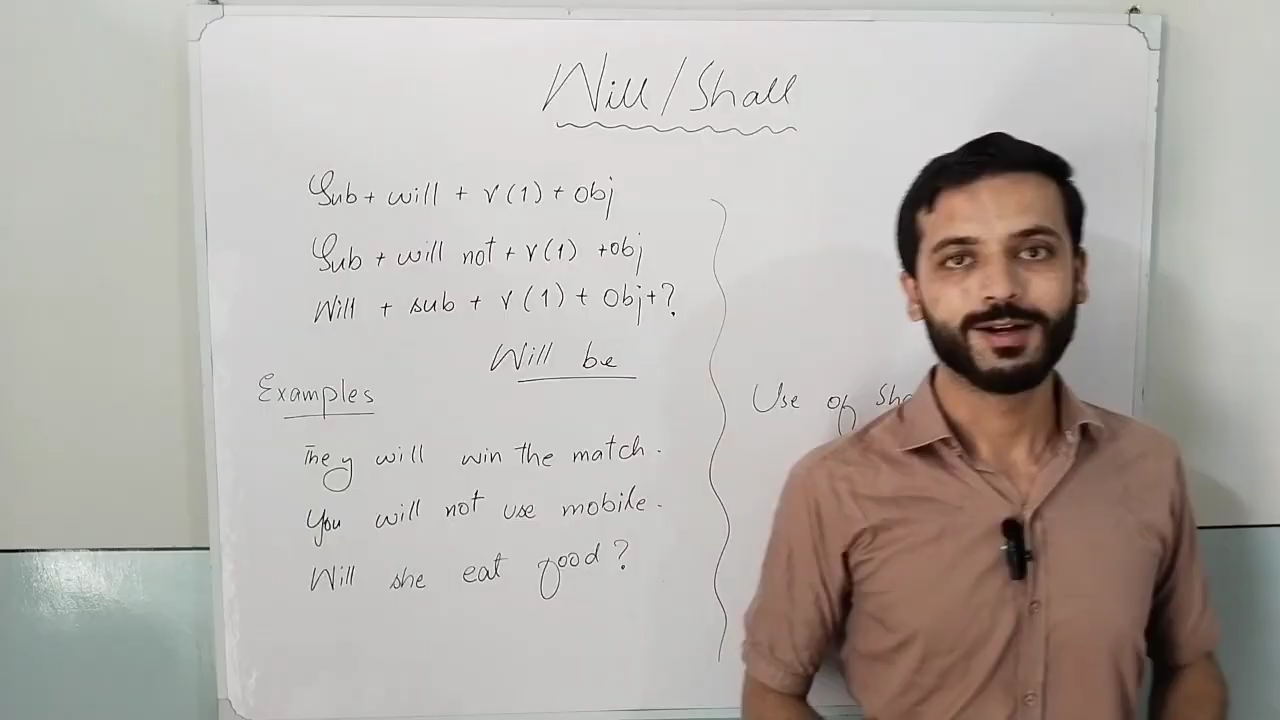 Will/Shall
Sub + will + v(1) + obj
Sub + will not + v(1) + obj
Will + sub + v(1) + Obj+?
Will be
Examples
They will win the match.
You will not use mobile.
Will she eat good?
Use of